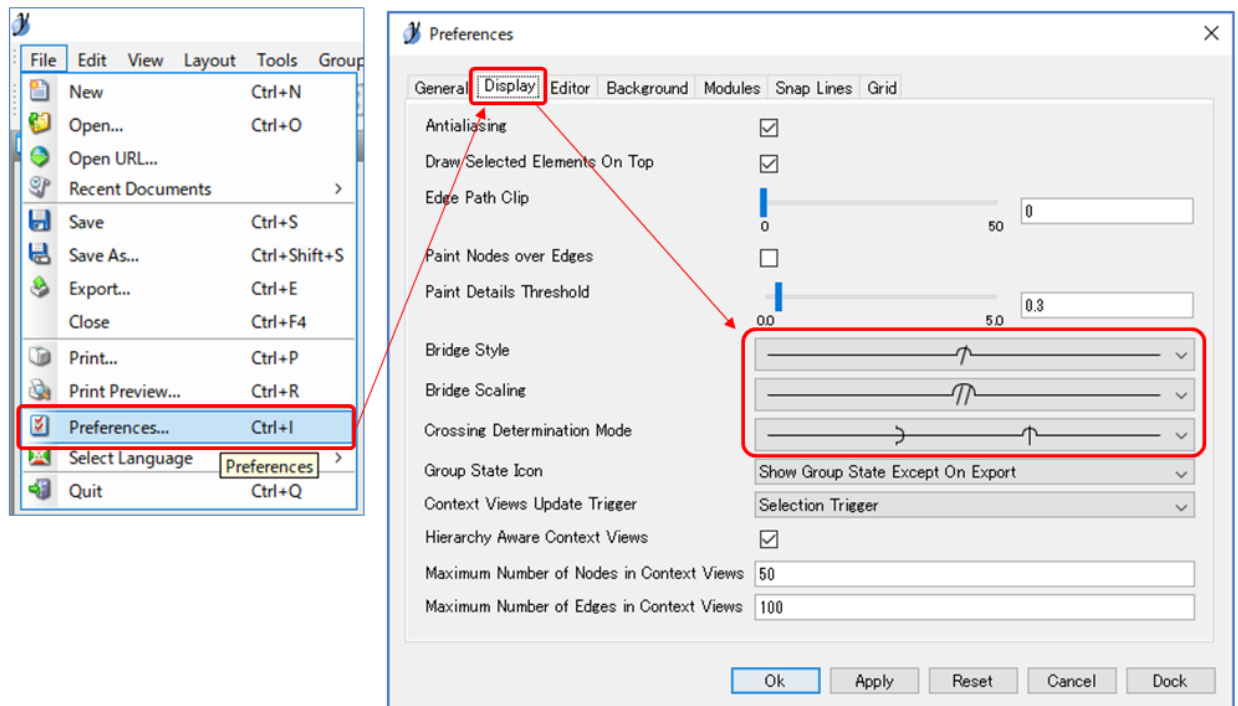 File Edit View Layout Tools Group
New Ctrl+N
Open... Ctrl+O
Open URL...
Recent Documents
Save Ctrl+S
Save As... Ctrl+Shift+S
Export... Ctrl+E
Close Ctrl+F4
Print... Ctrl+P
Print Preview... Ctrl+R
Preferences... Ctrl+I
Select Language
Preferences
Quit Ctrl+Q
Preferences
General Display Editor Background Modules Snap Lines Grid
Antialiasing
Draw Selected Elements On Top
Edge Path Clip
0
0 50
Paint Nodes over Edges
Paint Details Threshold
0.3
0.0 5.0
Bridge Style
Bridge Scaling
Crossing Determination Mode
Group State Icon Show Group State Except On Export
Context Views Update Trigger Selection Trigger
Hierarchy Aware Context Views
Maximum Number of Nodes in Context Views 50
Maximum Number of Edges in Context Views 100
Ok Apply Reset Cancel Dock